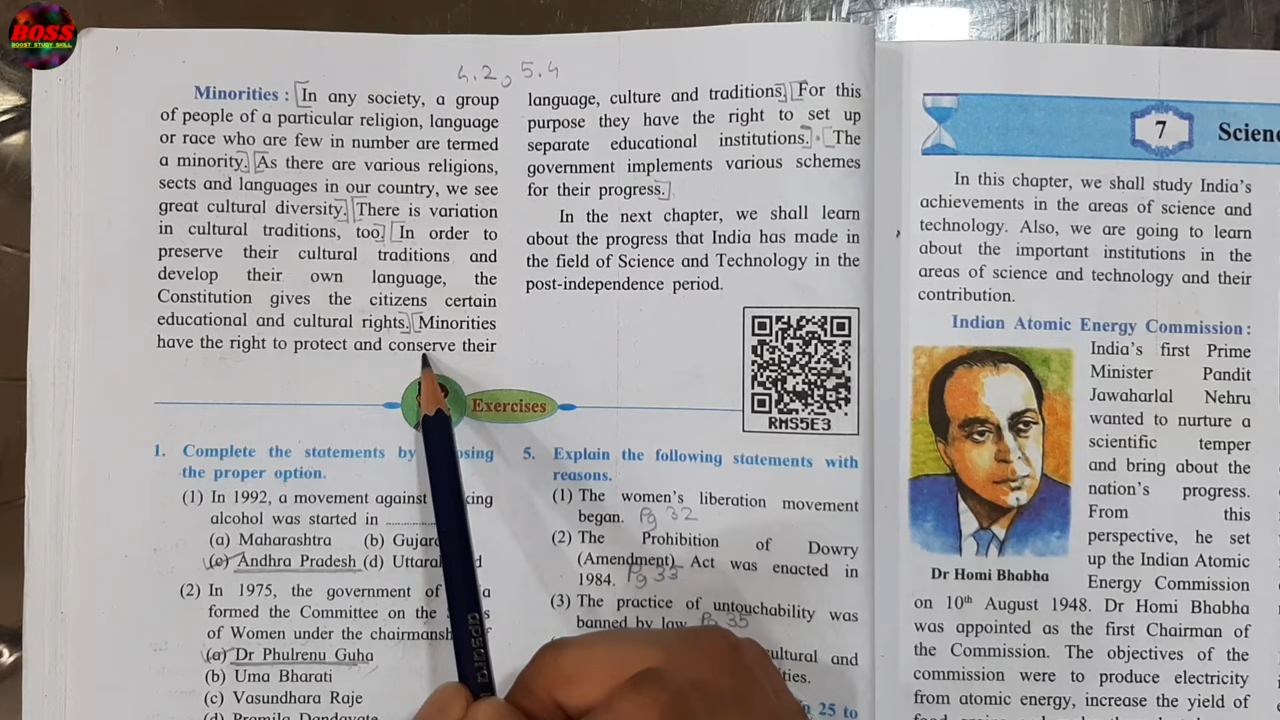 BOSS
BOOST STUDY SKILL
4.2, 5.4
Minorities : In any society, a group
of people of a particular religion, language
or race who are few in number are termed
a minority. As there are various religions,
sects and languages in our country, we see
great cultural diversity. There is variation
in cultural traditions, too. In order to
preserve their cultural traditions and
develop their own language, the
Constitution gives the citizens certain
educational and cultural rights. Minorities
have the right to protect and conserve their
language, culture and traditions. For this
purpose they have the right to set up
separate educational institutions. The
government implements various schemes
for their progress.
In the next chapter, we shall learn
about the progress that India has made in
the field of Science and Technology in the
post-independence period.
RMS5E3
Exercises
1. Complete the statements by
the proper option.
(1) In 1992, a movement against
alcohol was started in ............
(a) Maharashtra (b)
(c) Andhra Pradesh (d)
(2) In 1975, the government of
formed the Committee on the
of Women under the
(a) Dr Phulrenu Guha
(b) Uma Bharati
(c) Vasundhara Raje
(d) Pramila Dandavate
5. Explain the following statements with
reasons.
(1) The women's liberation movement
began. Pg 32
(2) The Prohibition of Dowry
(Amendment) Act was enacted in
1984. Pg 33
(3) The practice of untouchability was
banned by law. Pg 35
cultural and
25 to
7
In this chapter, we shall study India's
achievements in the areas of science and
technology. Also, we are going to learn
about the important institutions in the
areas of science and technology and their
contribution.
Indian Atomic Energy Commission :
India's first Prime
Minister Pandit
Jawaharlal Nehru
wanted to nurture a
scientific temper
and bring about the
nation's progress.
From this
perspective, he set
up the Indian Atomic
Energy Commission
Dr Homi Bhabha
on 10th August 1948. Dr Homi Bhabha
was appointed as the first Chairman of
the Commission. The objectives of the
commission were to produce electricity
from atomic energy, increase the yield of